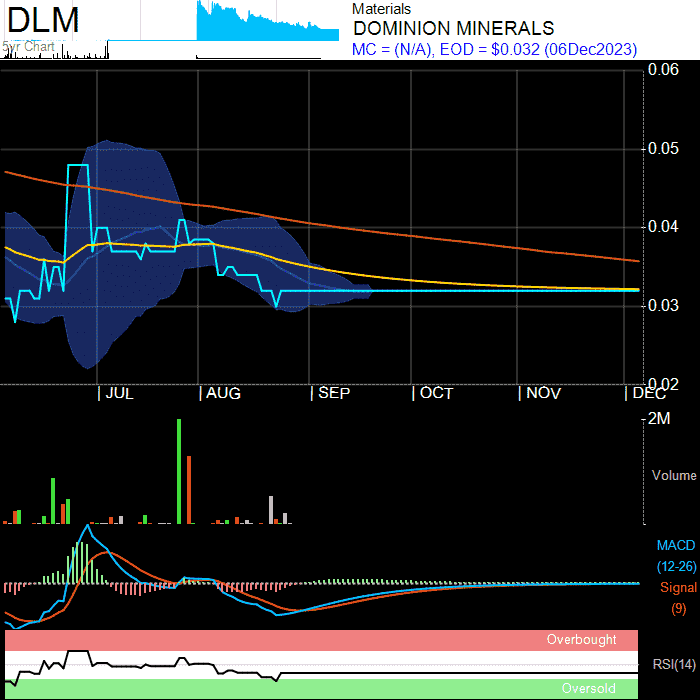 DLM
5yr Chart
Materials
DOMINION MINERALS
MC = (N/A), EOD = $0.032 (06Dec2023)
0.06
0.05
0.04
0.03
0.02
| JUL | AUG | SEP | OCT | NOV | DEC
2M
Volume
MACD
(12-26)
Signal
(9)
Overbought
RSI(14)
Oversold